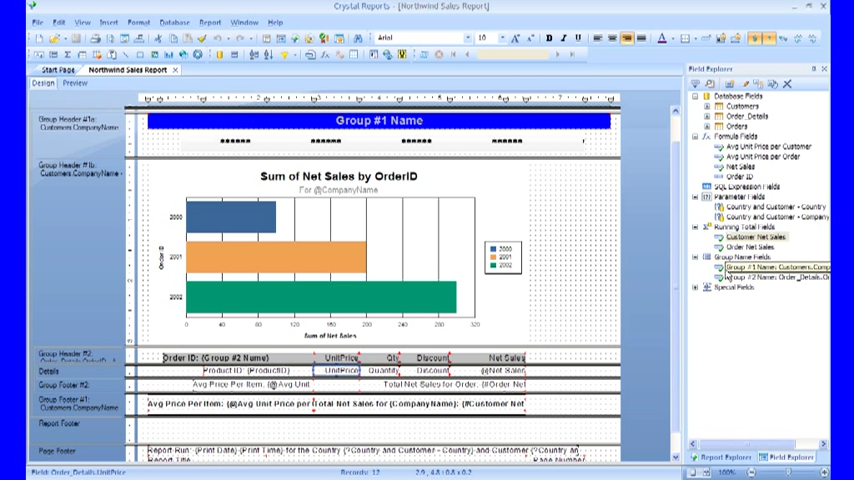 Crystal Reports - [Northwind Sales Report]
File Edit View Insert Format Database Report Window Help
Arial 10
Start Page Northwind Sales Report
Design Preview
Field Explorer
Group Header #1a:
Customers.CompanyName
Group #1 Name
Group Header #1b:
Customers.CompanyName -
Sum of Net Sales by OrderID
For @CompanyName
Order ID
2000
2001
2002
0 40 80 120 160 200 240 280 320
Sum of Net Sales
2000
2001
2002
Group Header #2:
Order ID: {Group #2 Name} UnitPrice Qty Discount Net Sales
Details
Product ID: {ProductID} UnitPrice Quantity Discount
Group Footer #2:
Avg Price Per Item: {@Avg Unit Total Net Sales for Order: {#Order Net
Group Footer #1:
Customers.CompanyName
Avg Price Per Item: {@Avg Unit Price per Total Net Sales for {CompanyName}: {#Customer Net
Report Footer
Page Footer
Report Run: {Print Date} {Print Time} for the Country {?Country and Customer - Country} and Customer {?Country an
Report Title
Page Number
Database Fields
Customers
Order_Details
Orders
Formula Fields
Avg Unit Price per Customer
Avg Unit Price per Order
Net Sales
Order ID
SQL Expression Fields
Parameter Fields
Country and Customer - Country
Country and Customer - Company
Running Total Fields
Customer Net Sales
Order Net Sales
Group Name Fields
Group #1 Name: Customers.Comp
Group #2 Name: Order_Details.O
Special Fields
Report Explorer Field Explorer
Field: Order_Details.UnitPrice
Records: 12
2.9 , 4.8 : 0.8 x 0.2
100%